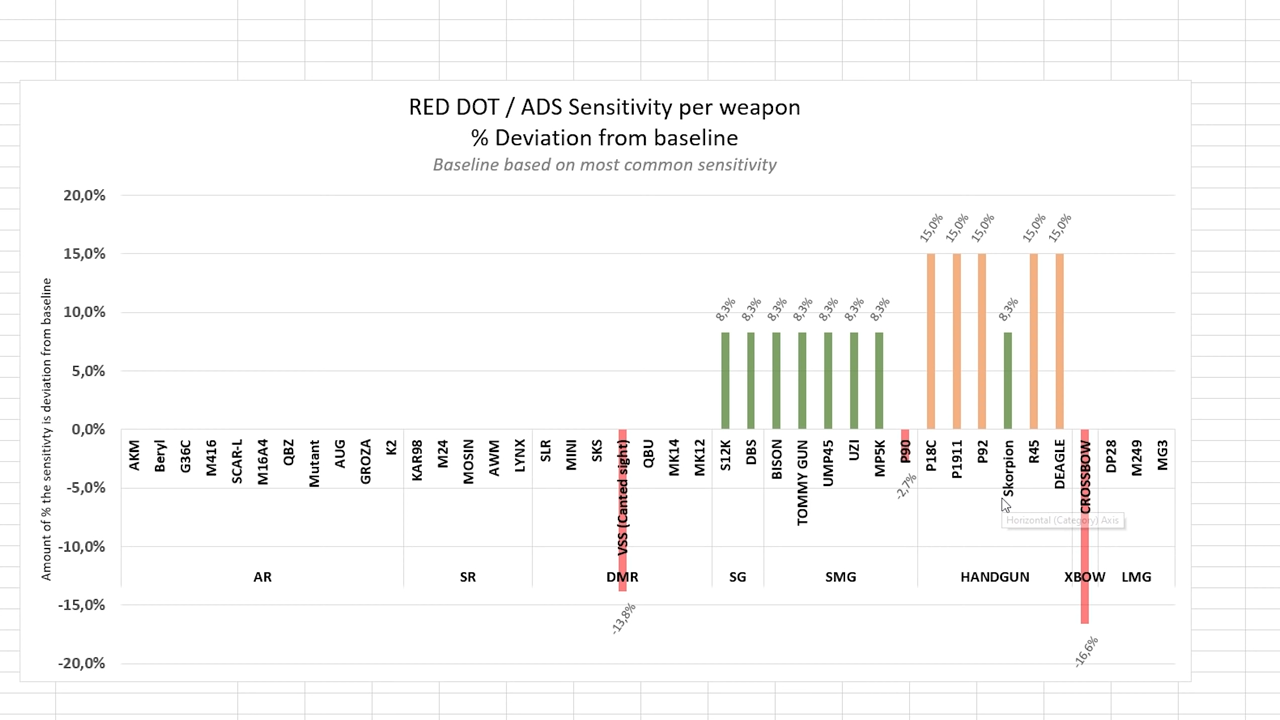 RED DOT / ADS Sensitivity per weapon
% Deviation from baseline
Baseline based on most common sensitivity
Amount of % the sensitivty is deviation from baseline
20,0%
15,0%
10,0%
5,0%
0,0%
-5,0%
-10,0%
-15,0%
-20,0%
8,3%
8,3%
8,3%
8,3%
8,3%
8,3%
8,3%
-2,7%
15,0%
15,0%
15,0%
8,3%
15,0%
15,0%
-13,8%
-16,6%
AKM
Beryl
G36C
M416
SCAR-L
M16A4
QBZ
Mutant
AUG
GROZA
K2
KAR98
M24
MOSIN
AWM
LYNX
SLR
MINI
SKS
VSS (Canted sight)
QBU
MK14
MK12
S12K
DBS
BISON
TOMMY GUN
UMP45
UZI
MP5K
P90
P18C
P1911
P92
Skorpion
R45
DEAGLE
CROSSBOW
DP28
M249
MG3
Horizontal (Category) Axis
AR
SR
DMR
SG
SMG
HANDGUN
XBOW
LMG